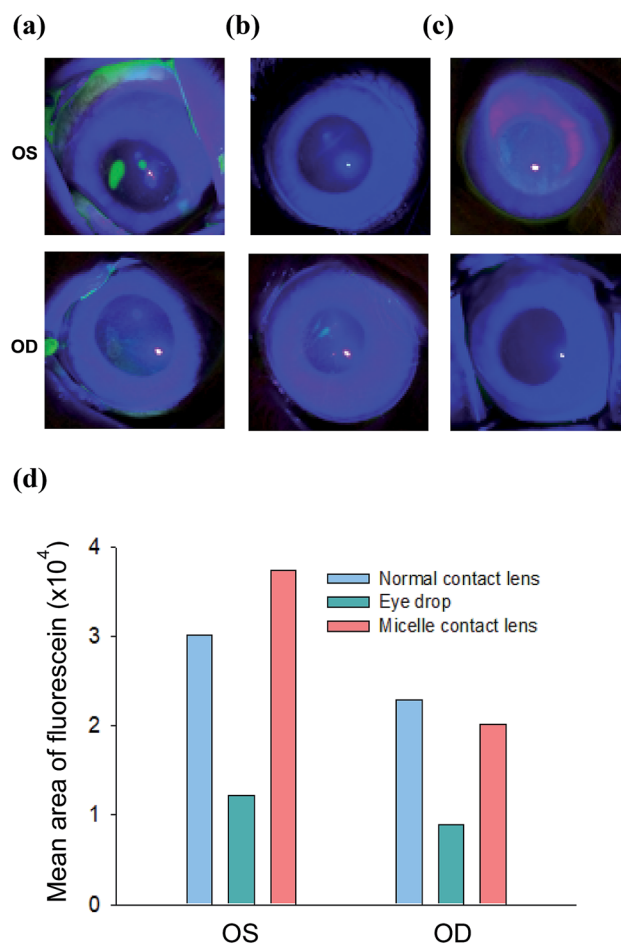 (a) (b) (c)
OS
OD
(d)
Mean area of fluorescein (x10⁴)
4
3
2
1
0
Normal contact lens
Eye drop
Micelle contact lens
OS OD